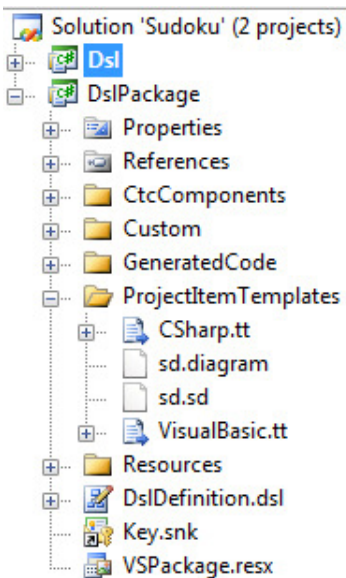 Solution 'Sudoku' (2 projects)
Dsl
DslPackage
Properties
References
CtcComponents
Custom
GeneratedCode
ProjectItemTemplates
CSharp.tt
sd.diagram
sd.sd
VisualBasic.tt
Resources
DslDefinition.dsl
Key.snk
VSPackage.resx